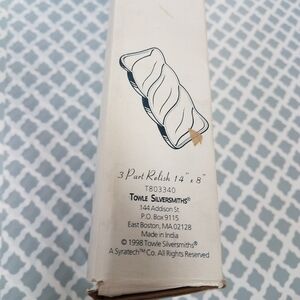 3 Part Relish 14" x 8"
T803340
TOWLE SILVERSMITHS®
144 Addison St.
P.O. Box 9115
East Boston, MA 02128
Made in India
© 1998 Towle Silversmiths®
A Syratech™ Co. All Rights Reserved